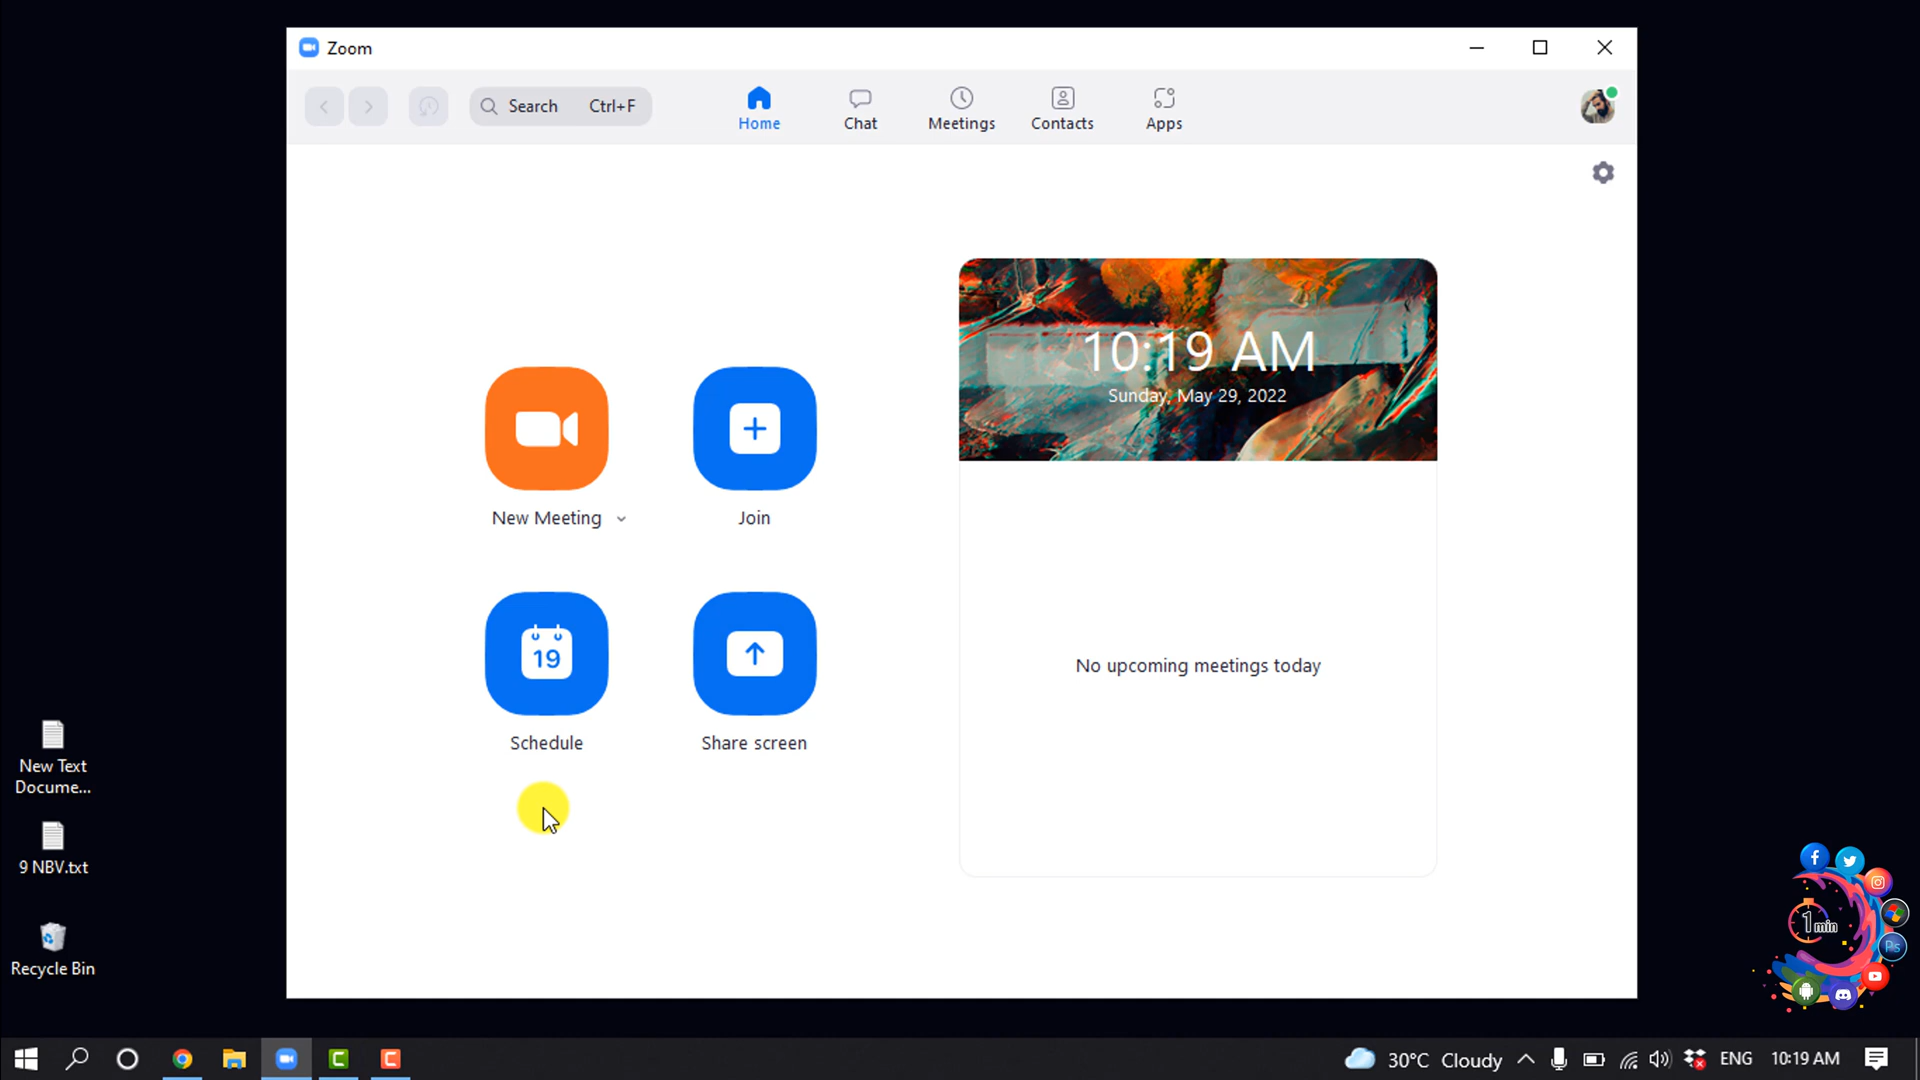 Zoom
Search Ctrl+F
Home
Chat
Meetings
Contacts
Apps
10:19 AM
Sunday, May 29, 2022
New Meeting
Join
19
Schedule
Share screen
No upcoming meetings today
New Text
Docume...
9 NBV.txt
Recycle Bin
1min
Ps
30°C Cloudy
ENG
10:19 AM